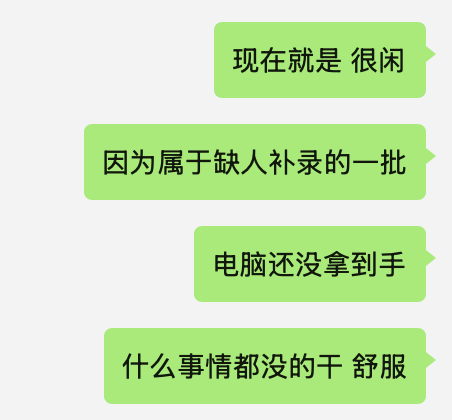 现在就是 很闲
因为属于缺人补录的一批
电脑还没拿到手
什么事情都没的干 舒服